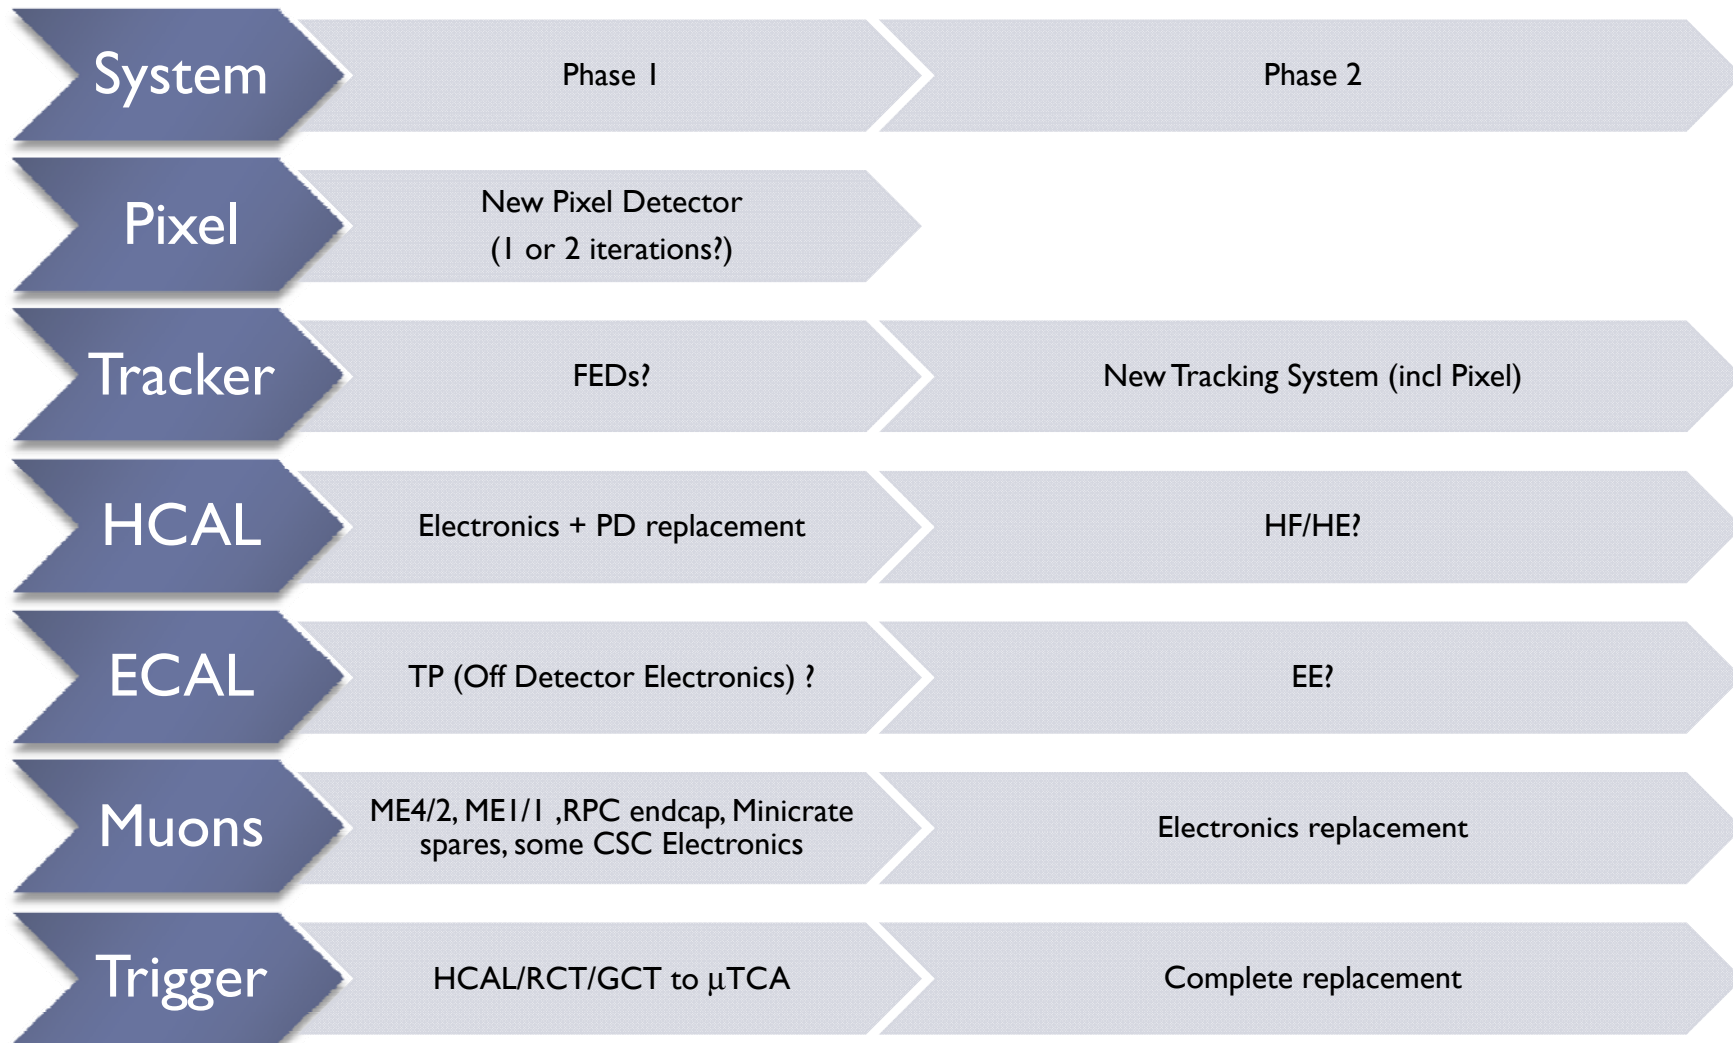 System
Phase 1
Phase 2
Pixel
New Pixel Detector
(1 or 2 iterations?)
Tracker
FEDs?
New Tracking System (incl Pixel)
HCAL
Electronics + PD replacement
HF/HE?
ECAL
TP (Off Detector Electronics) ?
EE?
Muons
ME4/2, ME1/1 ,RPC endcap, Minicrate
spares, some CSC Electronics
Electronics replacement
Trigger
HCAL/RCT/GCT to μTCA
Complete replacement